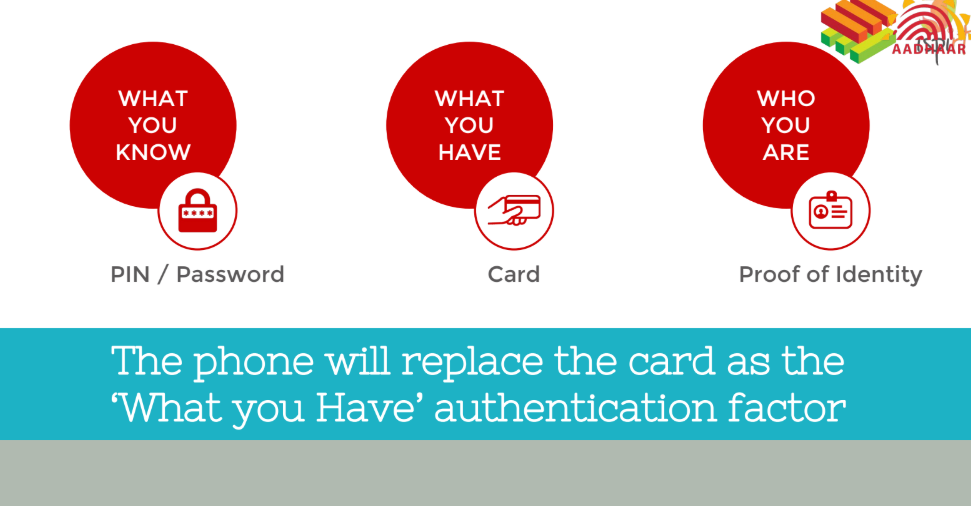 AADHAAR
WHAT
YOU
KNOW
PIN / Password
WHAT
YOU
HAVE
Card
WHO
YOU
ARE
Proof of Identity
The phone will replace the card as the
‘What you Have’ authentication factor